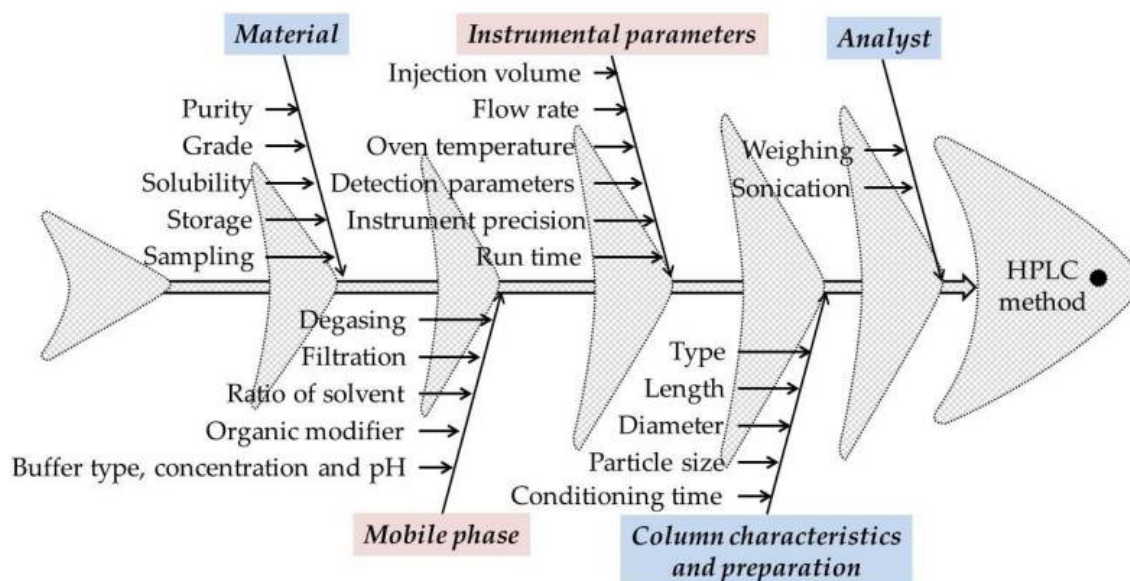 Material
Instrumental parameters
Analyst
Injection volume
Purity
Flow rate
Grade
Oven temperature
Weighing
Solubility
Detection parameters
Sonication
Storage
Instrument precision
Sampling
Run time
HPLC
method
Degasing
Filtration
Type
Ratio of solvent
Length
Organic modifier
Diameter
Buffer type, concentration and pH
Particle size
Conditioning time
Mobile phase
Column characteristics
and preparation